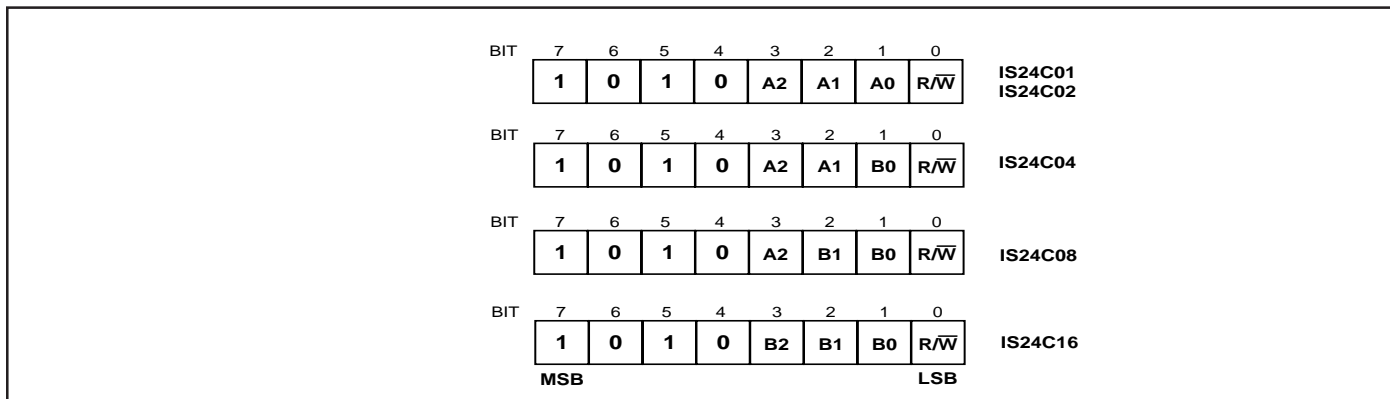 BIT 7 6 5 4 3 2 1 0
1 0 1 0 A2 A1 A0 R/W̅ IS24C01
IS24C02
BIT 7 6 5 4 3 2 1 0
1 0 1 0 A2 A1 B0 R/W̅ IS24C04
BIT 7 6 5 4 3 2 1 0
1 0 1 0 A2 B1 B0 R/W̅ IS24C08
BIT 7 6 5 4 3 2 1 0
1 0 1 0 B2 B1 B0 R/W̅ IS24C16
MSB LSB